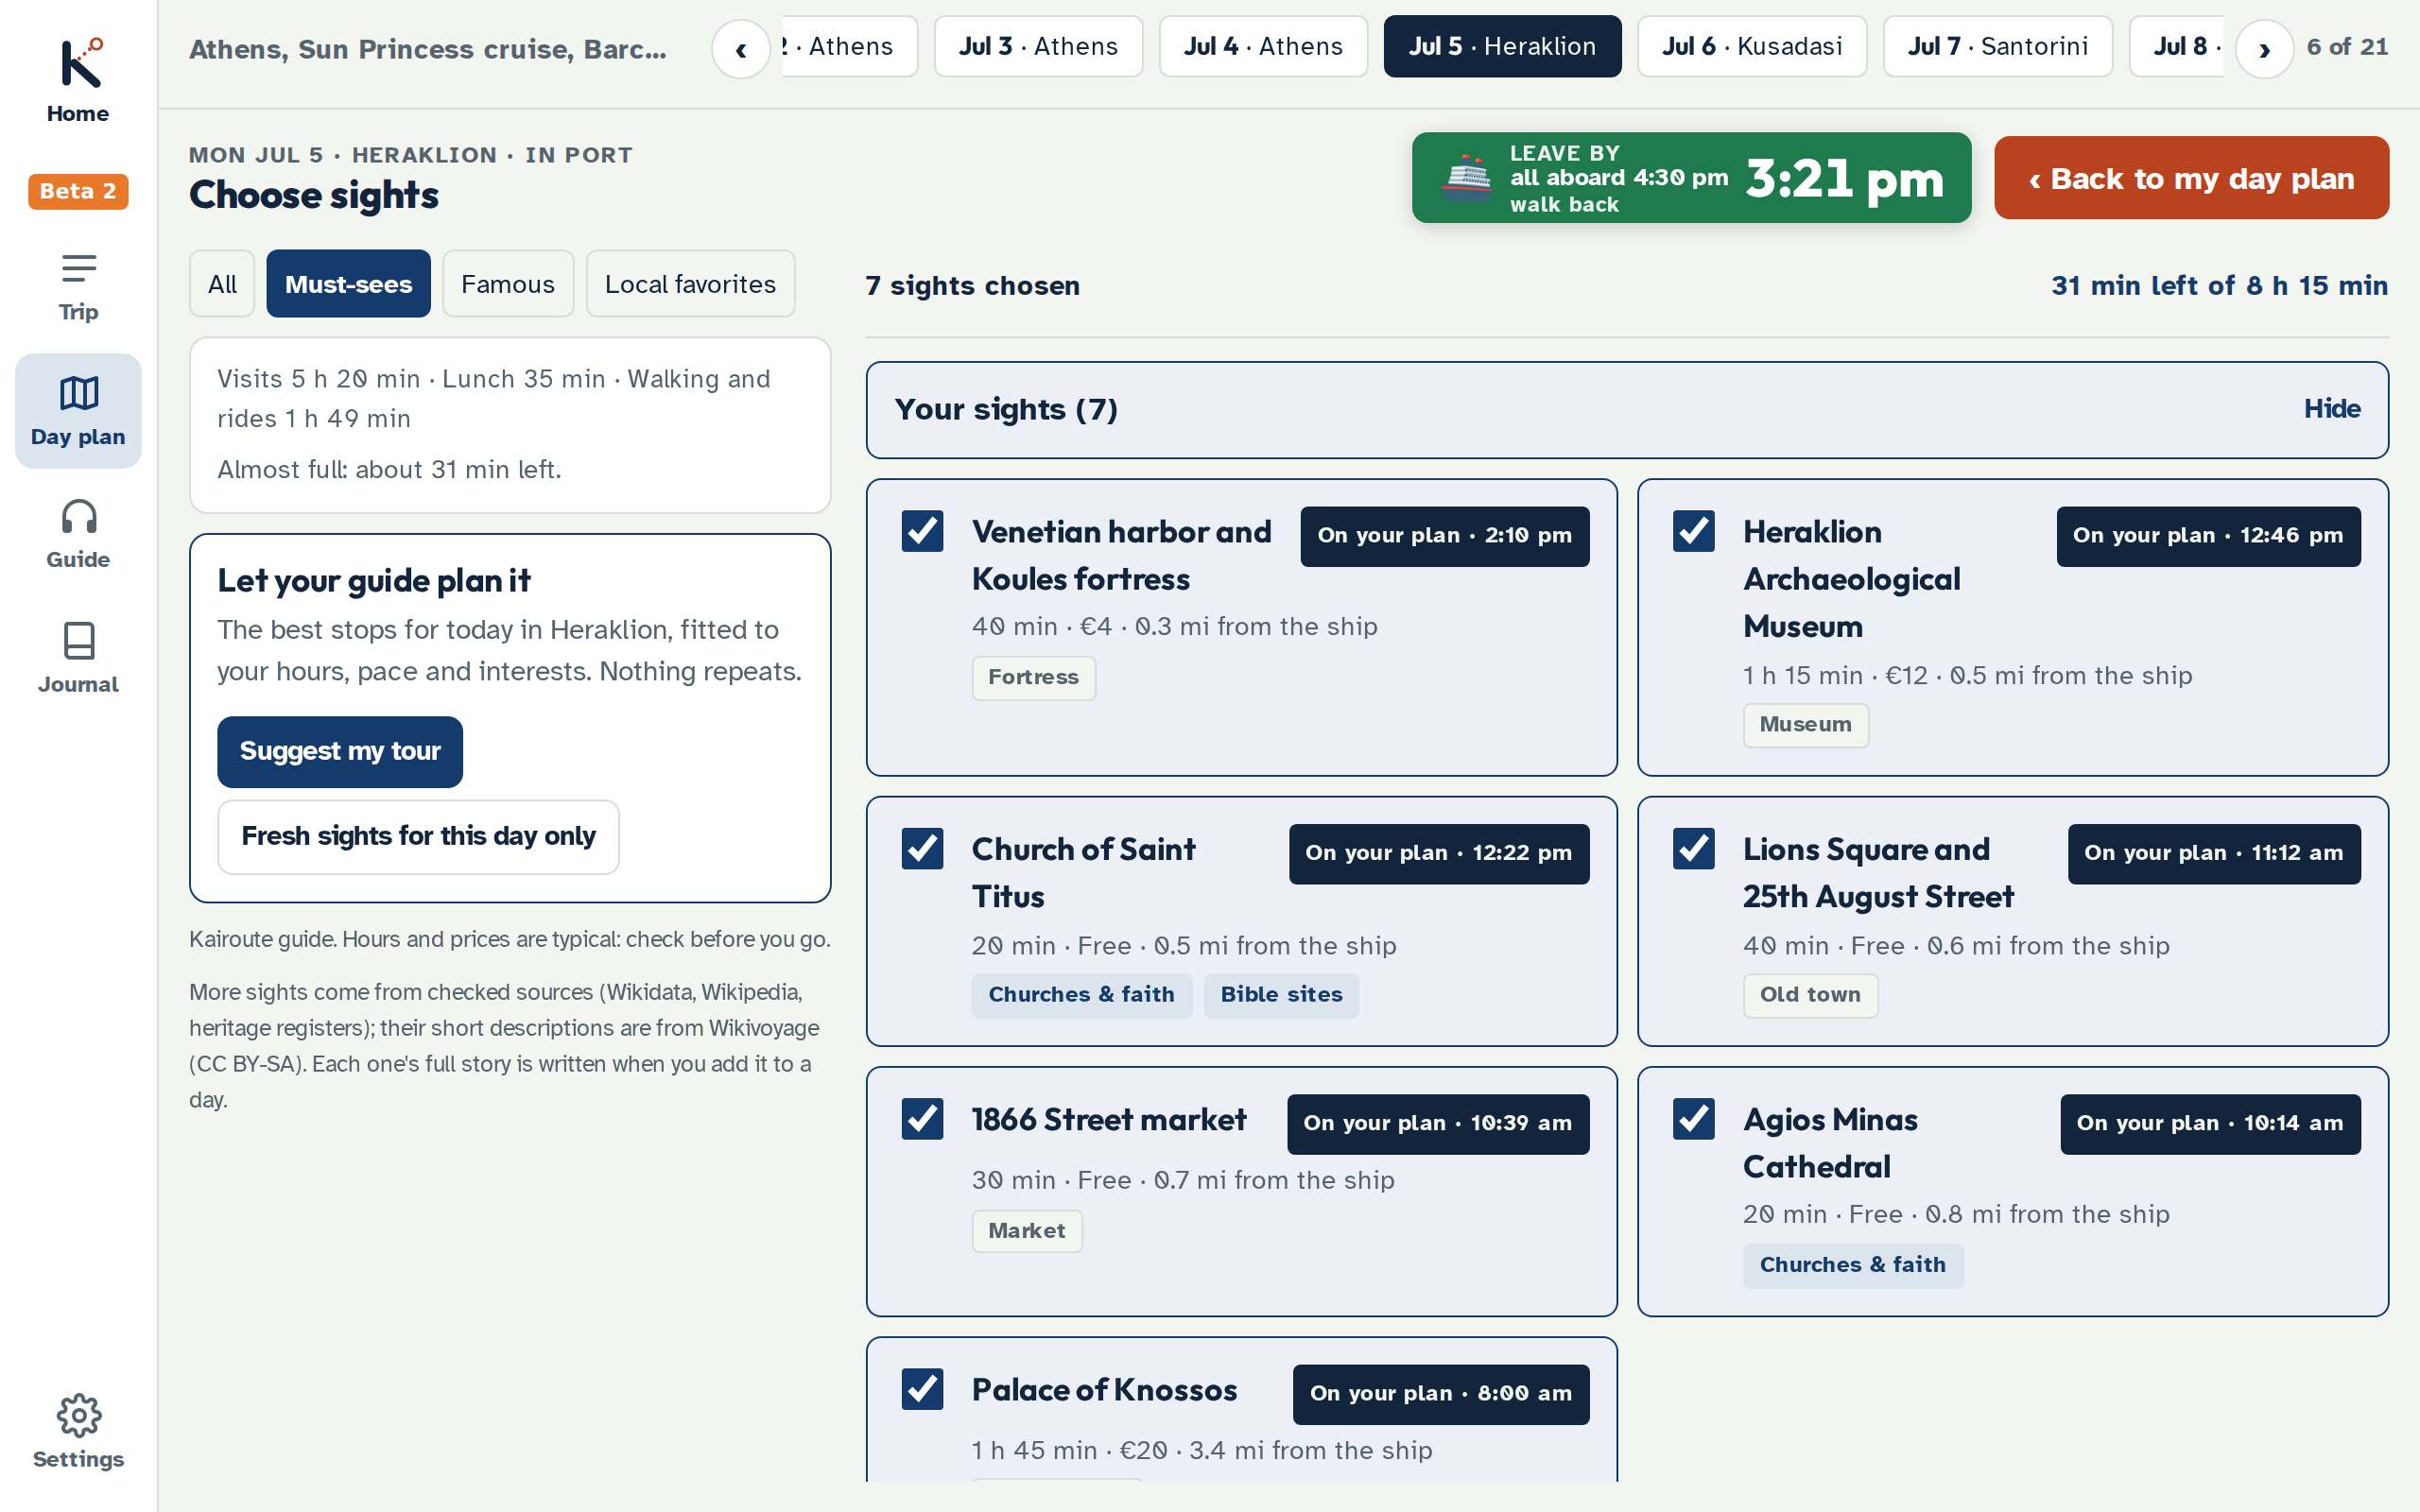 Home
Beta 2
Trip
Day plan
Guide
Journal
Settings
Athens, Sun Princess cruise, Barc...
‹
2 · Athens
Jul 3 · Athens
Jul 4 · Athens
Jul 5 · Heraklion
Jul 6 · Kusadasi
Jul 7 · Santorini
Jul 8 ·
›
6 of 21
MON JUL 5 · HERAKLION · IN PORT
Choose sights
LEAVE BY
all aboard 4:30 pm
walk back
3:21 pm
‹ Back to my day plan
All
Must-sees
Famous
Local favorites
Visits 5 h 20 min · Lunch 35 min · Walking and
rides 1 h 49 min
Almost full: about 31 min left.
Let your guide plan it
The best stops for today in Heraklion, fitted to
your hours, pace and interests. Nothing repeats.
Suggest my tour
Fresh sights for this day only
Kairoute guide. Hours and prices are typical: check before you go.
More sights come from checked sources (Wikidata, Wikipedia,
heritage registers); their short descriptions are from Wikivoyage
(CC BY-SA). Each one's full story is written when you add it to a
day.
7 sights chosen
31 min left of 8 h 15 min
Your sights (7)
Hide
Venetian harbor and
Koules fortress
On your plan · 2:10 pm
40 min · €4 · 0.3 mi from the ship
Fortress
Heraklion
Archaeological
Museum
On your plan · 12:46 pm
1 h 15 min · €12 · 0.5 mi from the ship
Museum
Church of Saint
Titus
On your plan · 12:22 pm
20 min · Free · 0.5 mi from the ship
Churches & faith
Bible sites
Lions Square and
25th August Street
On your plan · 11:12 am
40 min · Free · 0.6 mi from the ship
Old town
1866 Street market
On your plan · 10:39 am
30 min · Free · 0.7 mi from the ship
Market
Agios Minas
Cathedral
On your plan · 10:14 am
20 min · Free · 0.8 mi from the ship
Churches & faith
Palace of Knossos
On your plan · 8:00 am
1 h 45 min · €20 · 3.4 mi from the ship